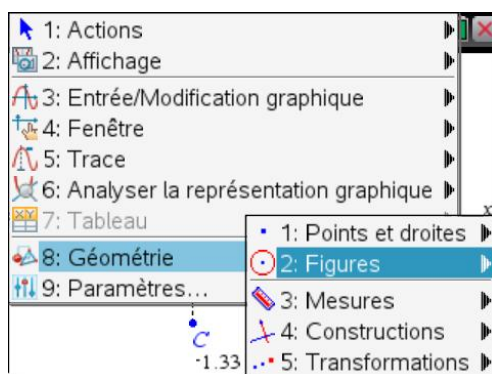 1: Actions
2: Affichage
3: Entrée/Modification graphique
4: Fenêtre
5: Trace
6: Analyser la représentation graphique
7: Tableau
8: Géométrie
9: Paramètres...
x
1: Points et droites
2: Figures
3: Mesures
4: Constructions
5: Transformations
C
-1.33